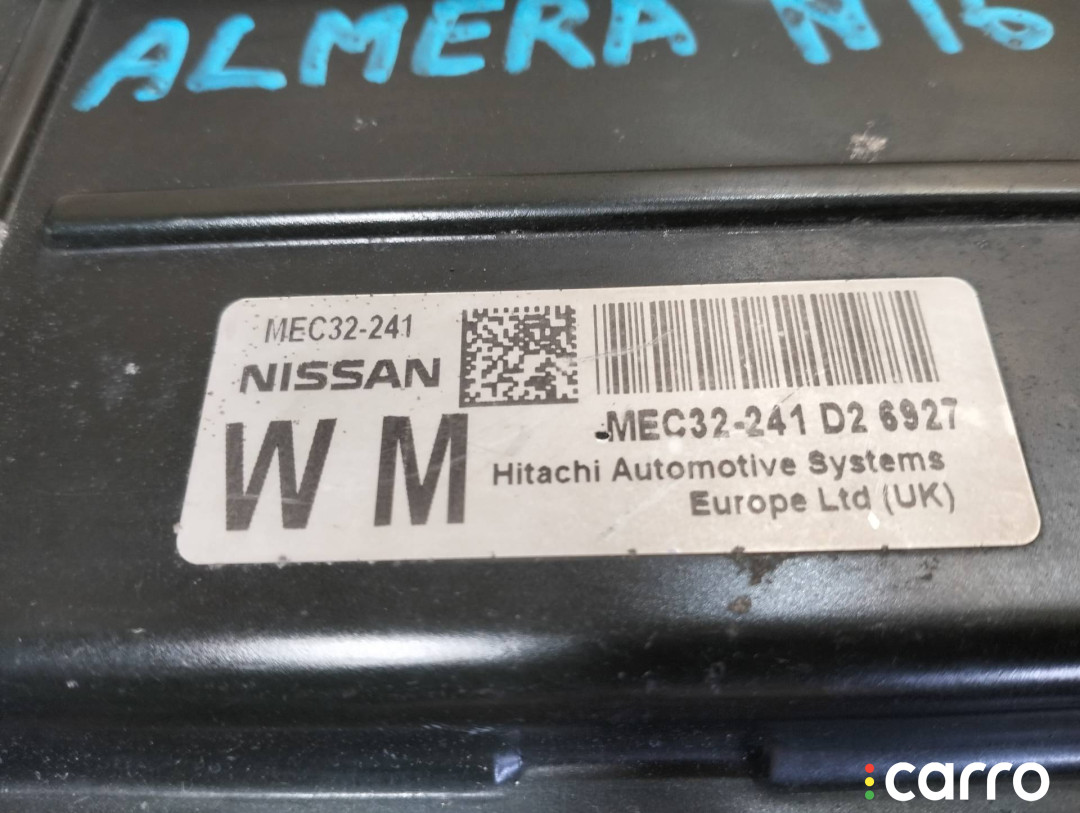 ALMERA N16
MEC32-241
NISSAN
W M
MEC32-241 D2 6927
Hitachi Automotive Systems
Europe Ltd (UK)
carro